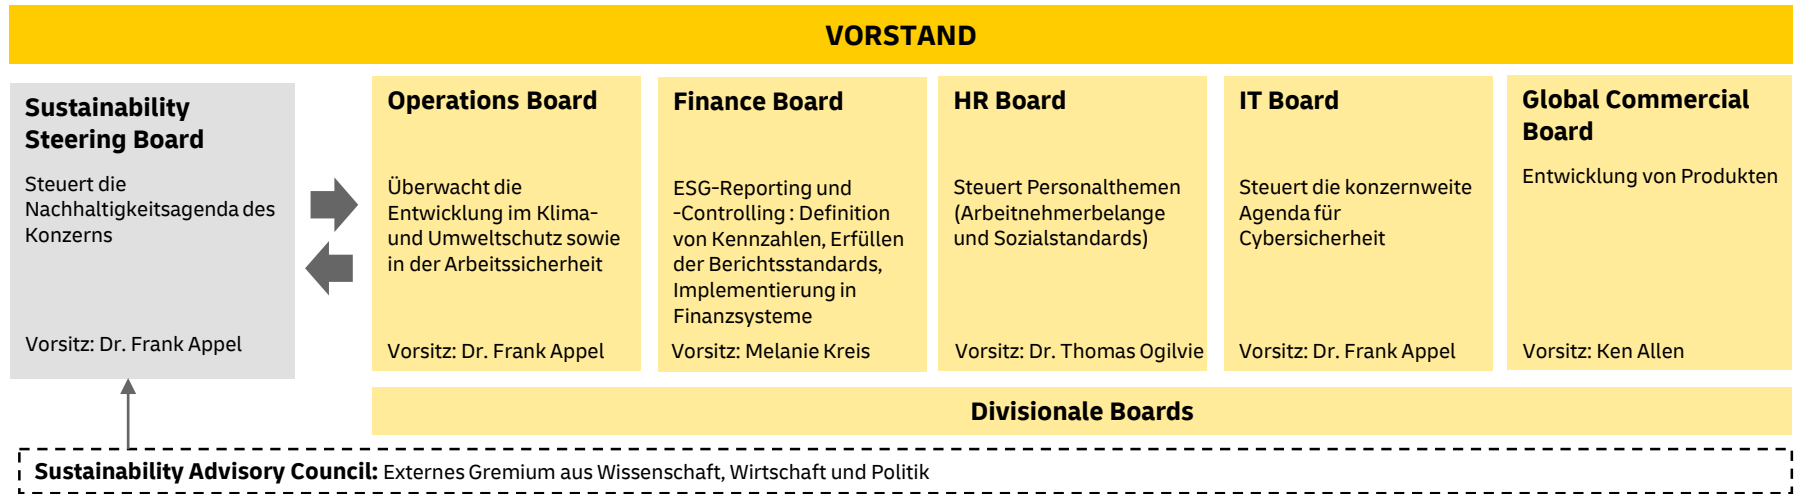 VORSTAND
Sustainability
Steering Board
Steuert die
Nachhaltigkeitsagenda des
Konzerns
Vorsitz: Dr. Frank Appel
Operations Board
Überwacht die
Entwicklung im Klima-
und Umweltschutz sowie
in der Arbeitssicherheit
Vorsitz: Dr. Frank Appel
Finance Board
ESG-Reporting und
-Controlling : Definition
von Kennzahlen, Erfüllen
der Berichtsstandards,
Implementierung in
Finanzsysteme
Vorsitz: Melanie Kreis
HR Board
Steuert Personalthemen
(Arbeitnehmerbelange
und Sozialstandards)
Vorsitz: Dr. Thomas Ogilvie
IT Board
Steuert die konzernweite
Agenda für
Cybersicherheit
Vorsitz: Dr. Frank Appel
Global Commercial
Board
Entwicklung von Produkten
Vorsitz: Ken Allen
Divisionale Boards
Sustainability Advisory Council: Externes Gremium aus Wissenschaft, Wirtschaft und Politik